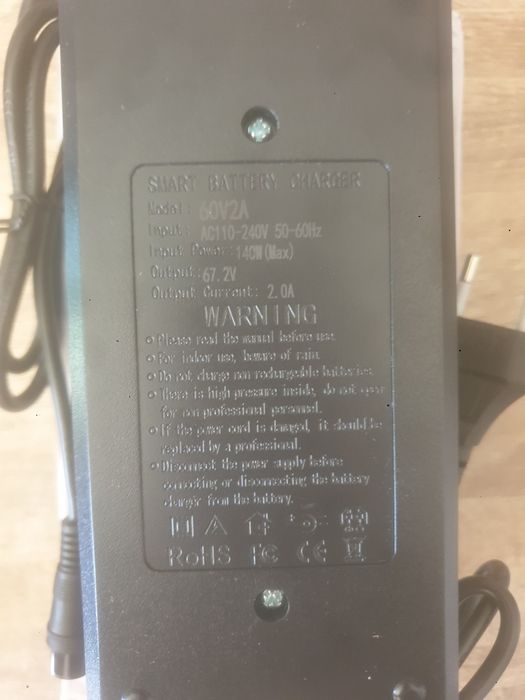 SMART BATTERY CHARGER
Model: 60V2A
Input: AC110-240V 50-60Hz
Input Power:140W(Max)
Output:67.2V
Output Current: 2.0A
WARNING
• Please read the manual before use.
• For indoor use, beware of rain.
• Do not charge non rechargeable batteries.
• There is high pressure inside, do not open
for non professional personnel.
• If the power cord is damaged, it should be
replaced by a professional.
• Disconnect the power supply before
connecting or disconnecting the battery
charger from the battery.
RoHS FC CE